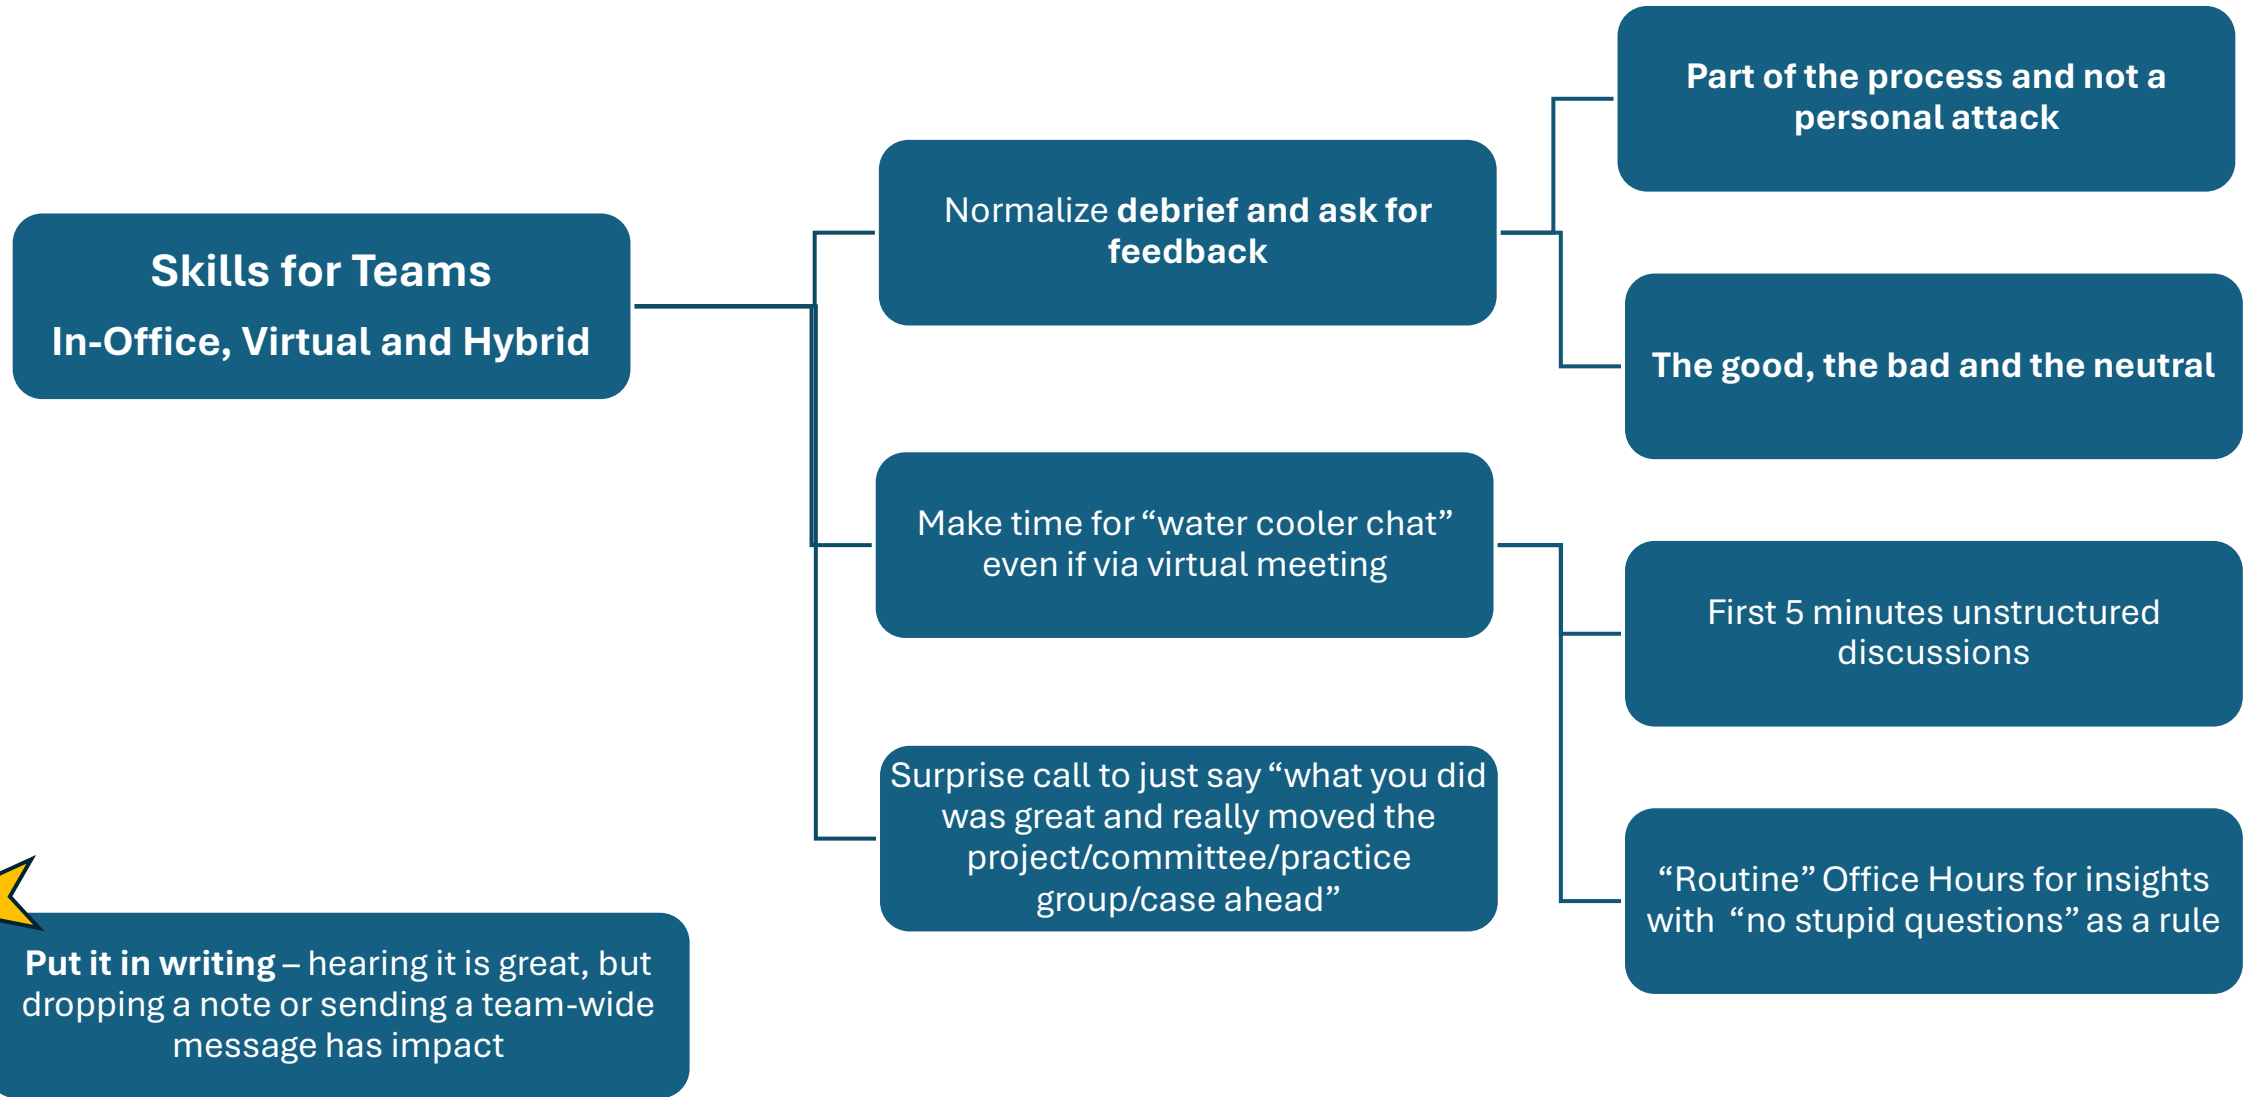 Skills for Teams
In-Office, Virtual and Hybrid
Normalize debrief and ask for
feedback
Part of the process and not a
personal attack
The good, the bad and the neutral
Make time for “water cooler chat”
even if via virtual meeting
First 5 minutes unstructured
discussions
“Routine” Office Hours for insights
with “no stupid questions” as a rule
Surprise call to just say “what you did
was great and really moved the
project/committee/practice
group/case ahead”
Put it in writing – hearing it is great, but
dropping a note or sending a team-wide
message has impact